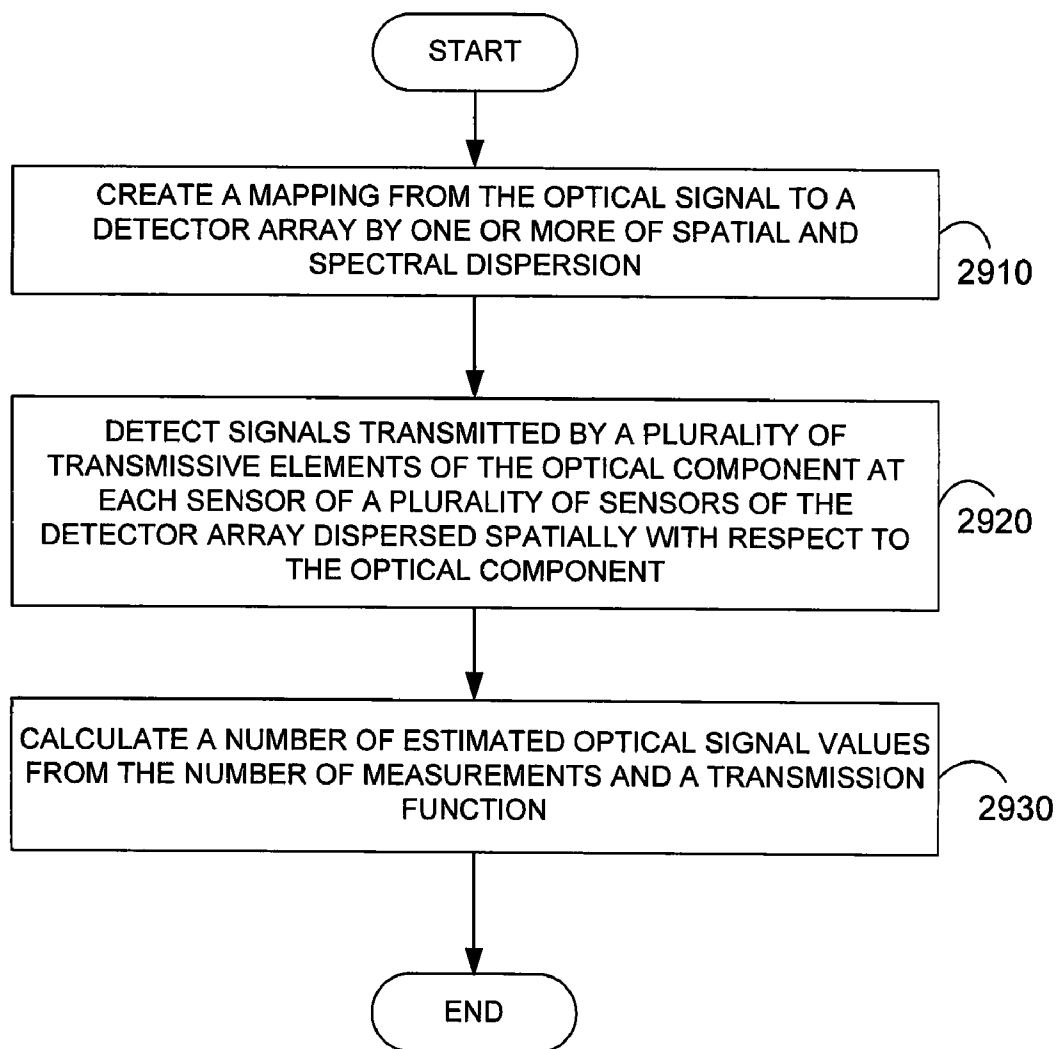 START
CREATE A MAPPING FROM THE OPTICAL SIGNAL TO A
DETECTOR ARRAY BY ONE OR MORE OF SPATIAL AND
SPECTRAL DISPERSION
2910
DETECT SIGNALS TRANSMITTED BY A PLURALITY OF
TRANSMISSIVE ELEMENTS OF THE OPTICAL COMPONENT AT
EACH SENSOR OF A PLURALITY OF SENSORS OF THE
DETECTOR ARRAY DISPERSED SPATIALLY WITH RESPECT TO
THE OPTICAL COMPONENT
2920
CALCULATE A NUMBER OF ESTIMATED OPTICAL SIGNAL VALUES
FROM THE NUMBER OF MEASUREMENTS AND A TRANSMISSION
FUNCTION
2930
END